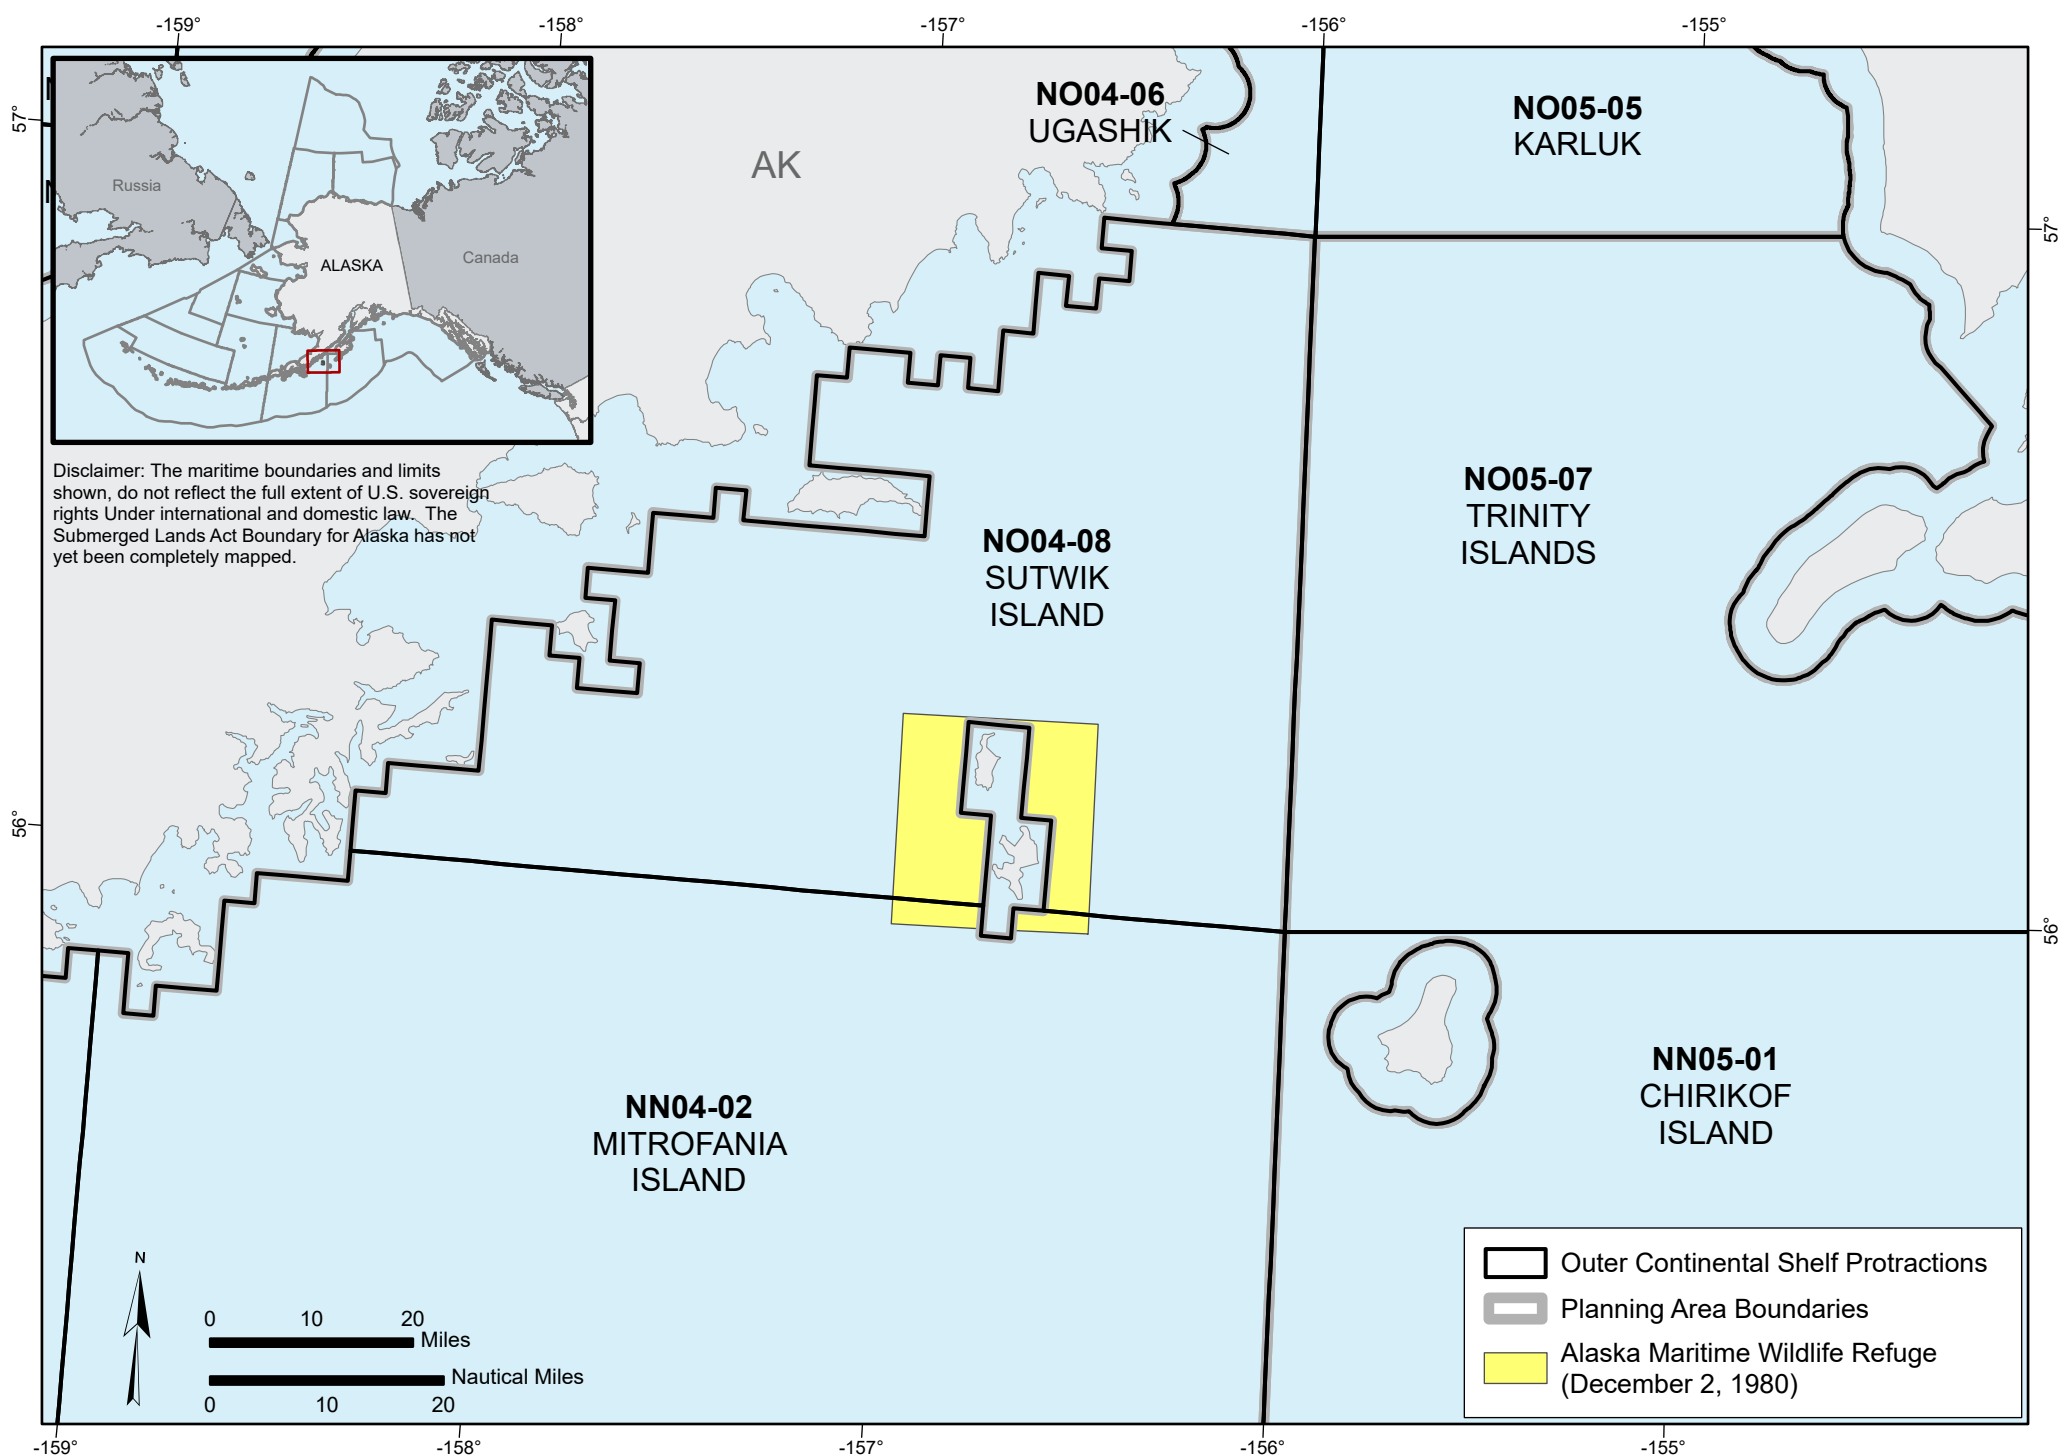 -159°
-158°
-157°
-156°
-155°
57°
57°
56°
56°
N
N
Russia
ALASKA
Canada
Disclaimer: The maritime boundaries and limits
shown, do not reflect the full extent of U.S. sovereign
rights Under international and domestic law. The
Submerged Lands Act Boundary for Alaska has not
yet been completely mapped.
AK
NO04-06
UGASHIK
NO05-05
KARLUK
NO04-08
SUTWIK
ISLAND
NO05-07
TRINITY
ISLANDS
NN04-02
MITROFANIA
ISLAND
NN05-01
CHIRIKOF
ISLAND
N
0 10 20
Miles
Nautical Miles
0 10 20
Outer Continental Shelf Protractions
Planning Area Boundaries
Alaska Maritime Wildlife Refuge
(December 2, 1980)
-159°
-158°
-157°
-156°
-155°